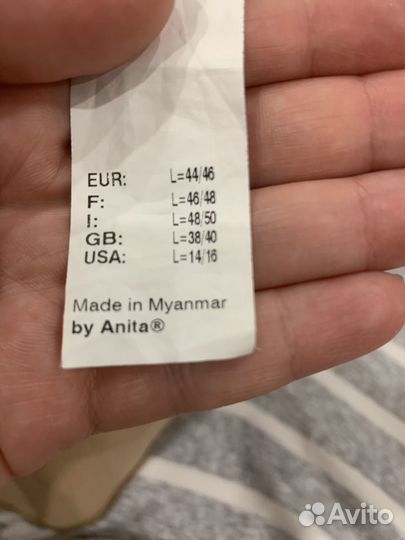 EUR: L=44/46
F: L=46/48
I: L=48/50
GB: L=38/40
USA: L=14/16
Made in Myanmar
by Anita®
Avito